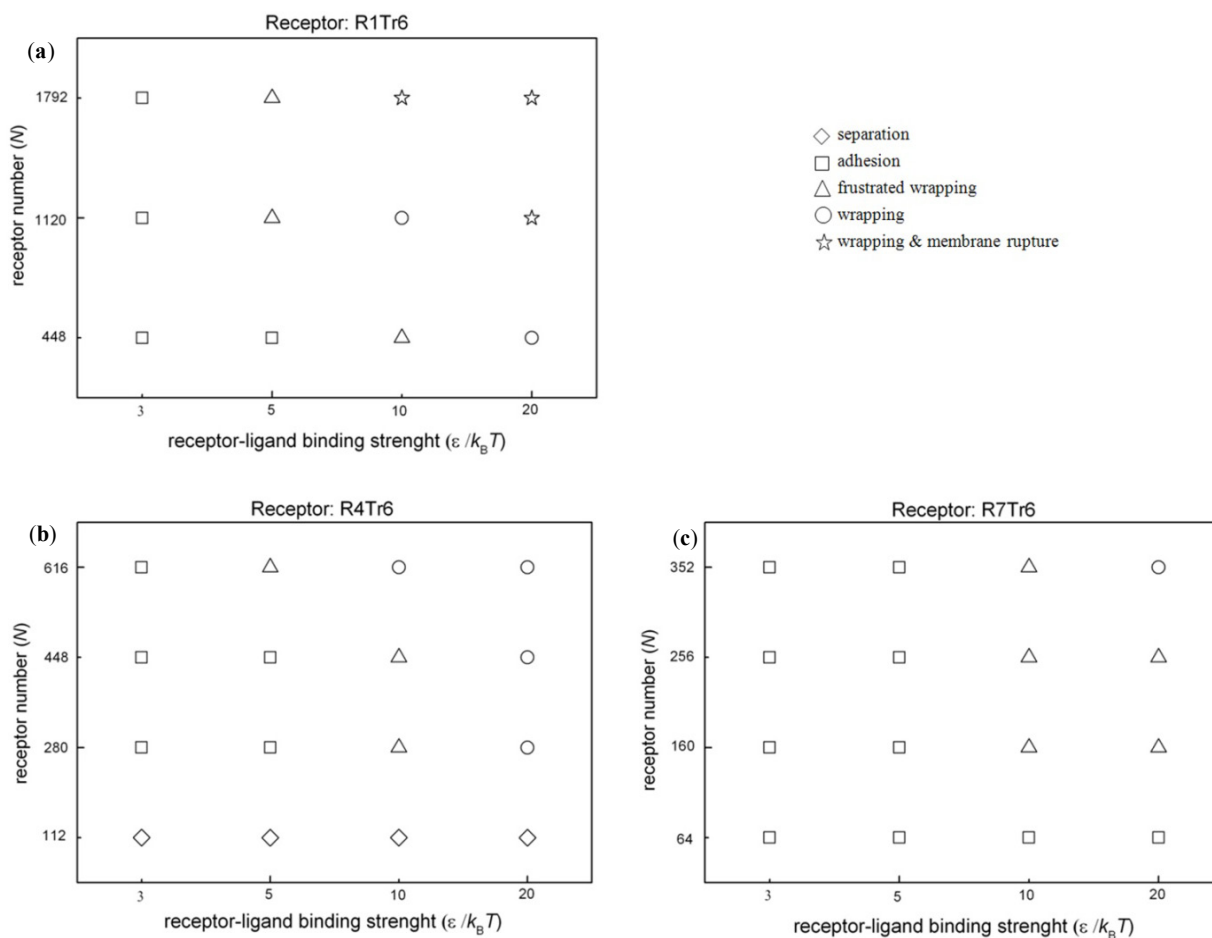 Receptor: R1Tr6
(a)
1792
1120
448
receptor number (N)
3 5 10 20
receptor-ligand binding strenght (ε /kBT)
separation
adhesion
frustrated wrapping
wrapping
wrapping & membrane rupture
Receptor: R4Tr6
(b)
616
448
280
112
receptor number (N)
3 5 10 20
receptor-ligand binding strenght (ε /kBT)
Receptor: R7Tr6
(c)
352
256
160
64
receptor number (N)
3 5 10 20
receptor-ligand binding strenght (ε /kBT)